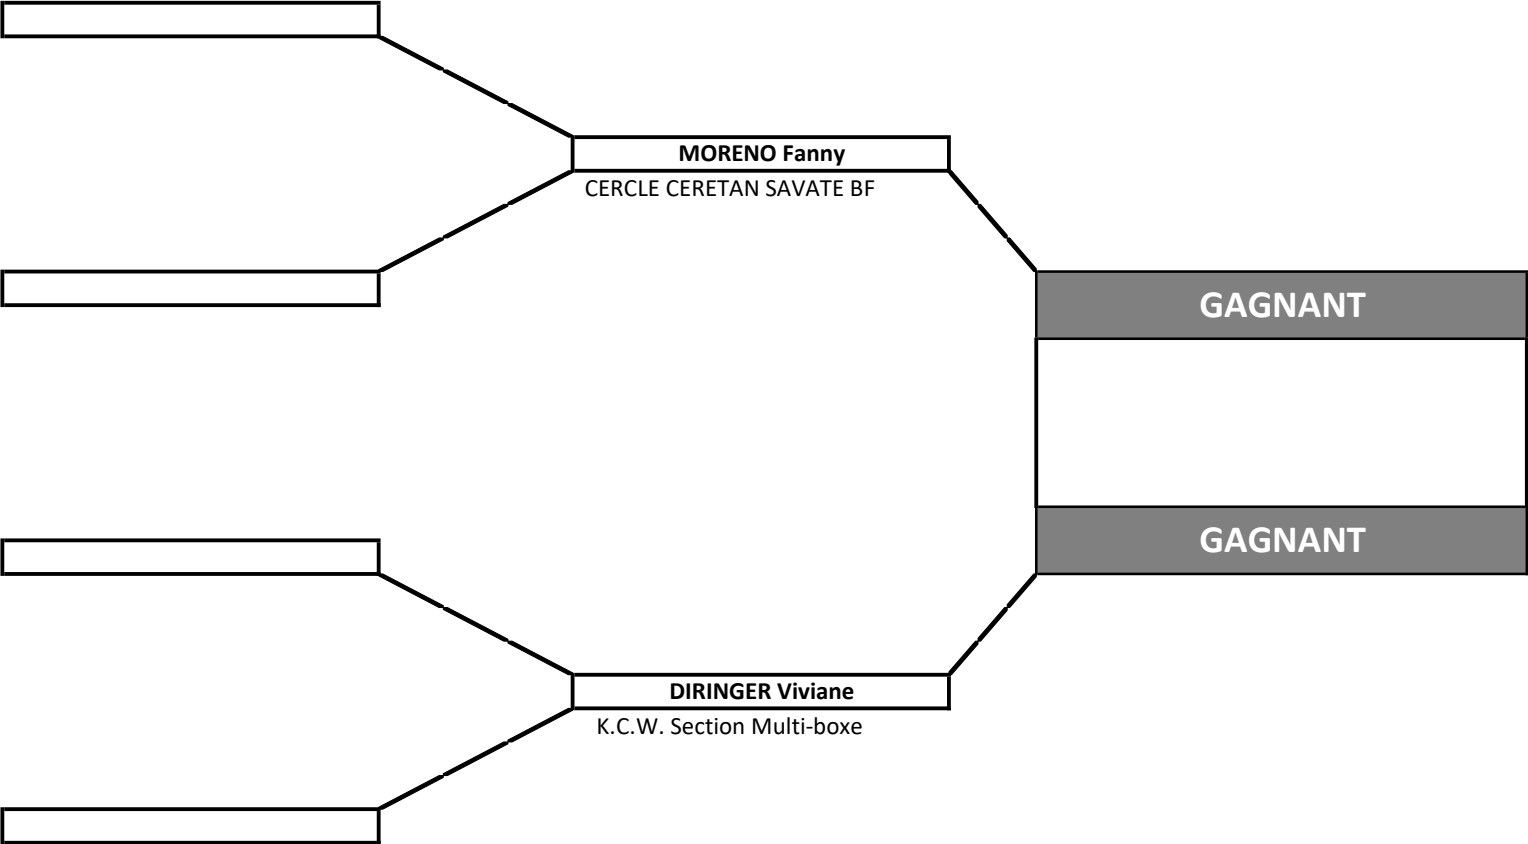 MORENO Fanny
CERCLE CERETAN SAVATE BF
GAGNANT
GAGNANT
DIRINGER Viviane
K.C.W. Section Multi-boxe